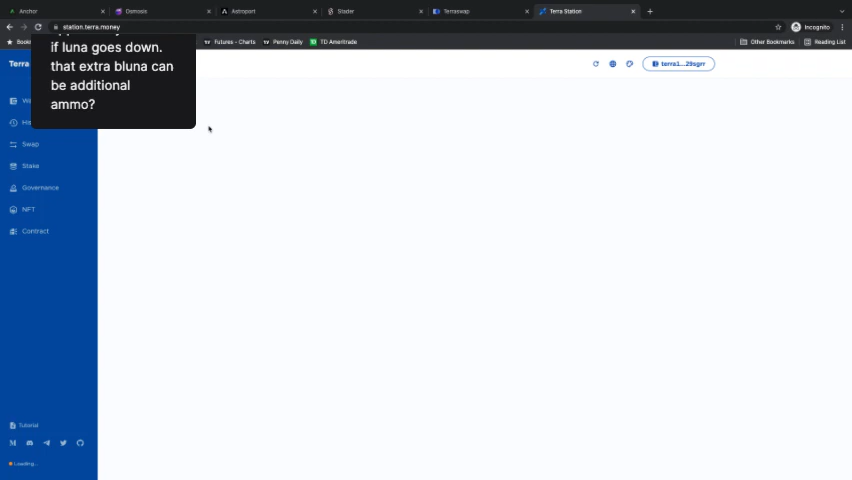 Anchor
Osmosis
Astroport
Stader
Terraswap
Terra Station
station.terra.money
Incognito
Futures - Charts
Penny Daily
TD Ameritrade
Other Bookmarks
Reading List
if luna goes down.
that extra bluna can
be additional
ammo?
Terra
terra1...29sgrr
Swap
Stake
Governance
NFT
Contract
Tutorial
Loading...